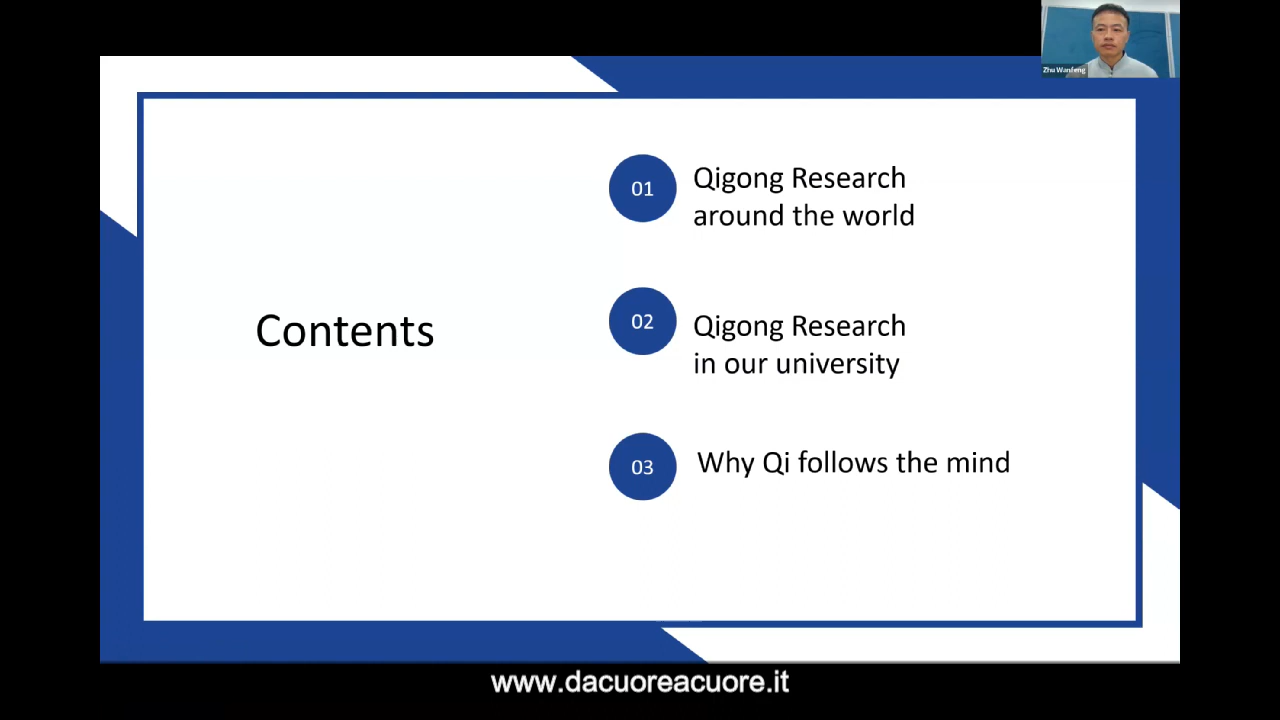 Zhu Wanfeng
01
Qigong Research
around the world
Contents
02
Qigong Research
in our university
03
Why Qi follows the mind
www.dacuoreacuore.it